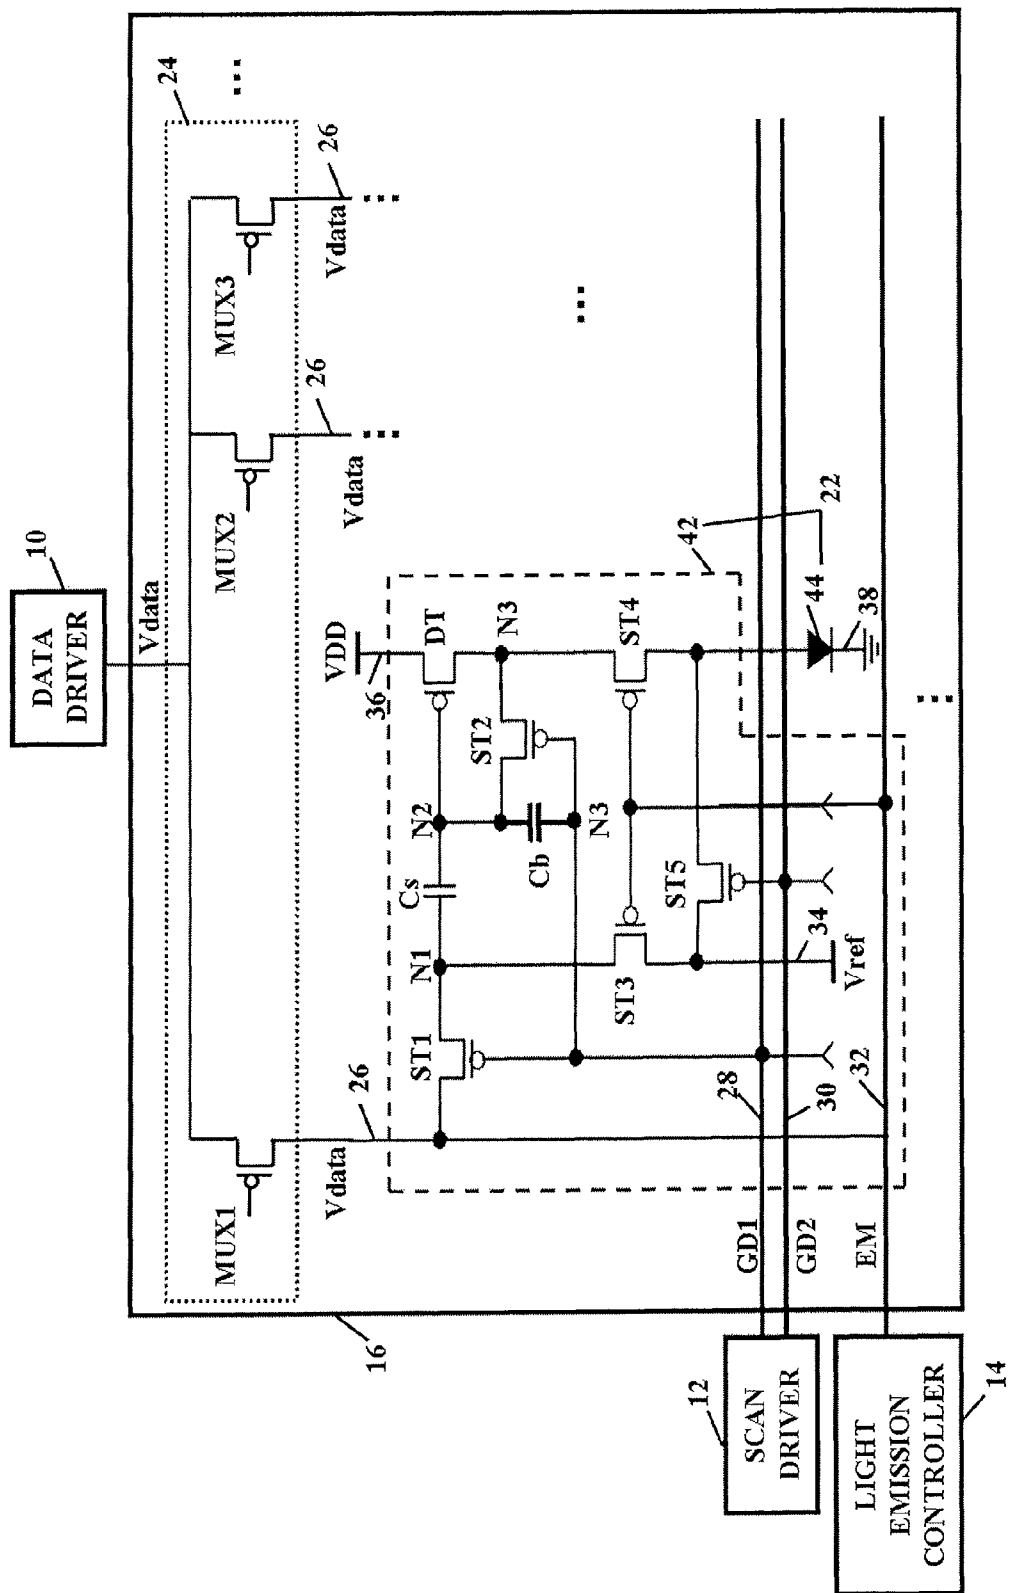 DATA
DRIVER
10
Vdata
24
...
MUX1
MUX2
MUX3
Vdata
26
Vdata
26
Vdata
26
...
...
VDD
36
DT
N1
Cs
N2
N3
ST1
ST2
Cb
N3
ST3
ST4
ST5
42
22
44
38
34
Vref
...
...
GD1
28
GD2
30
EM
32
16
SCAN
DRIVER
12
LIGHT
EMISSION
CONTROLLER
14